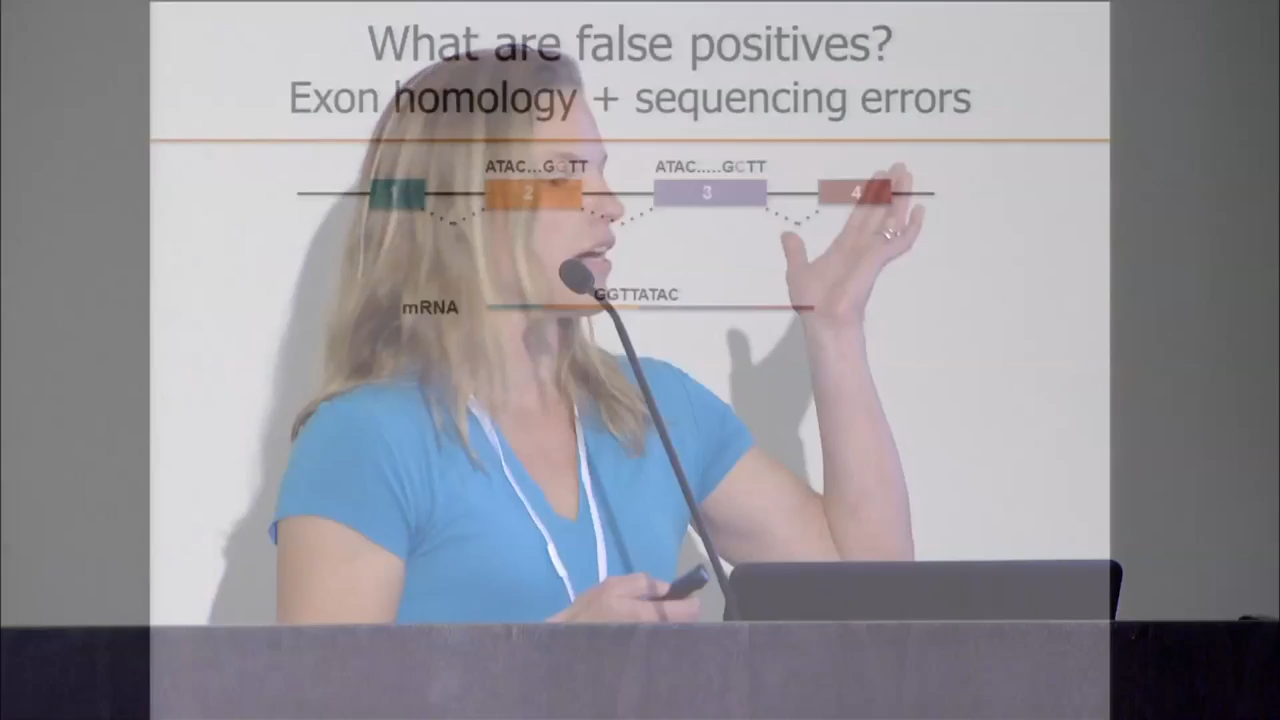 What are false positives?
Exon homology + sequencing errors
ATAC...GGTT ATAC.....GCTT
1 2 3 4
GGTTATAC
mRNA